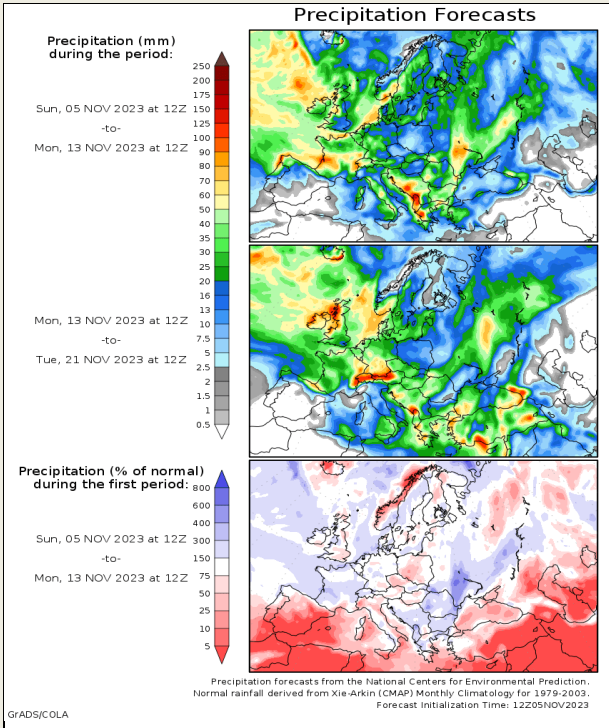 Precipitation Forecasts
Precipitation (mm)
during the period:
Sun, 05 NOV 2023 at 12Z
-to-
Mon, 13 NOV 2023 at 12Z
250
200
175
150
125
100
90
80
70
60
50
40
35
30
25
20
16
13
10
7.5
5
2.5
2
1.5
1
0.5
Mon, 13 NOV 2023 at 12Z
-to-
Tue, 21 NOV 2023 at 12Z
Precipitation (% of normal)
during the first period:
Sun, 05 NOV 2023 at 12Z
-to-
Mon, 13 NOV 2023 at 12Z
800
600
400
300
150
75
50
25
10
5
Precipitation forecasts from the National Centers for Environmental Prediction.
Normal rainfall derived from Xie-Arkin (CMAP) Monthly Climatology for 1979-2003.
Forecast Initialization Time: 12Z05NOV2023
GrADS/COLA